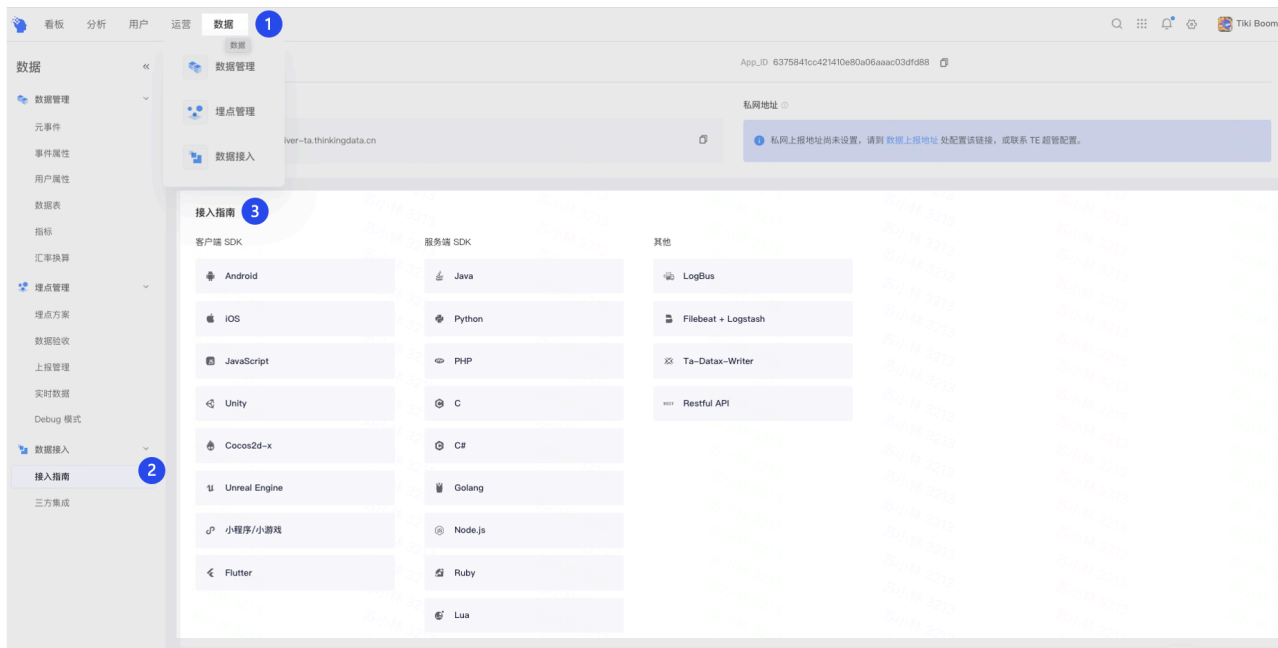 看板 分析 用户 运营 数据 1 Tiki Boom
数据
数据 «
数据管理
埋点管理
数据接入
App_ID 6375841cc421410e80a06aaac03dfd88
私网地址
iver-ta.thinkingdata.cn
私网上报地址尚未设置，请到 数据上报地址 处配置该链接，或联系 TE 超管配置。
数据管理
元事件
事件属性
用户属性
数据表
指标
汇率换算
埋点管理
埋点方案
数据验收
上报管理
实时数据
Debug 模式
数据接入
接入指南 2
三方集成
接入指南 3
客户端 SDK
Android
iOS
JavaScript
Unity
Cocos2d-x
Unreal Engine
小程序/小游戏
Flutter
服务端 SDK
Java
Python
PHP
C
C#
Golang
Node.js
Ruby
Lua
其他
LogBus
Filebeat + Logstash
Ta-Datax-Writer
Restful API